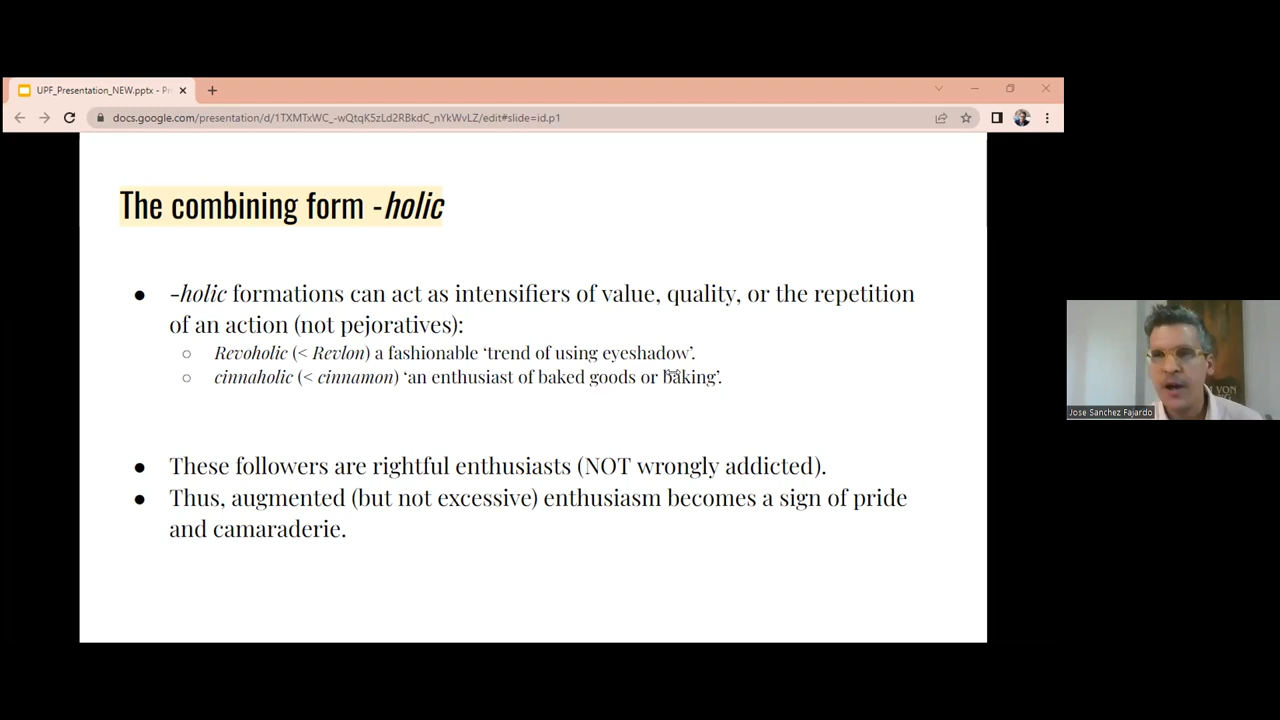 UPF_Presentation_NEW.pptx - Pr
docs.google.com/presentation/d/1TXMTxWC_-wQtqK5zLd2RBkdC_nYkWvLZ/edit#slide=id.p1
The combining form -holic
● -holic formations can act as intensifiers of value, quality, or the repetition
of an action (not pejoratives):
○ Revoholic (< Revlon) a fashionable ‘trend of using eyeshadow’.
○ cinnaholic (< cinnamon) ‘an enthusiast of baked goods or baking’.
● These followers are rightful enthusiasts (NOT wrongly addicted).
● Thus, augmented (but not excessive) enthusiasm becomes a sign of pride
and camaraderie.
Jose Sanchez Fajardo